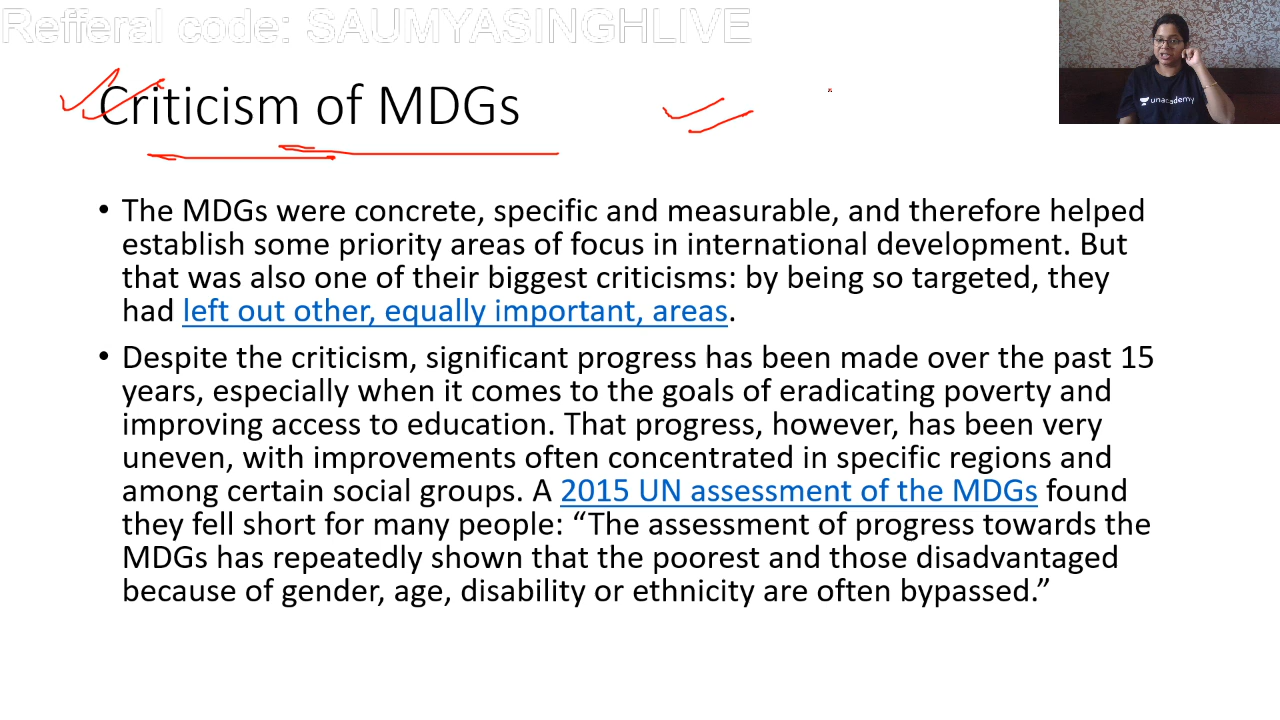 Refferal code: SAUMYASINGHLIVE
unacademy
Criticism of MDGs
• The MDGs were concrete, specific and measurable, and therefore helped
establish some priority areas of focus in international development. But
that was also one of their biggest criticisms: by being so targeted, they
had left out other, equally important, areas.
• Despite the criticism, significant progress has been made over the past 15
years, especially when it comes to the goals of eradicating poverty and
improving access to education. That progress, however, has been very
uneven, with improvements often concentrated in specific regions and
among certain social groups. A 2015 UN assessment of the MDGs found
they fell short for many people: “The assessment of progress towards the
MDGs has repeatedly shown that the poorest and those disadvantaged
because of gender, age, disability or ethnicity are often bypassed.”